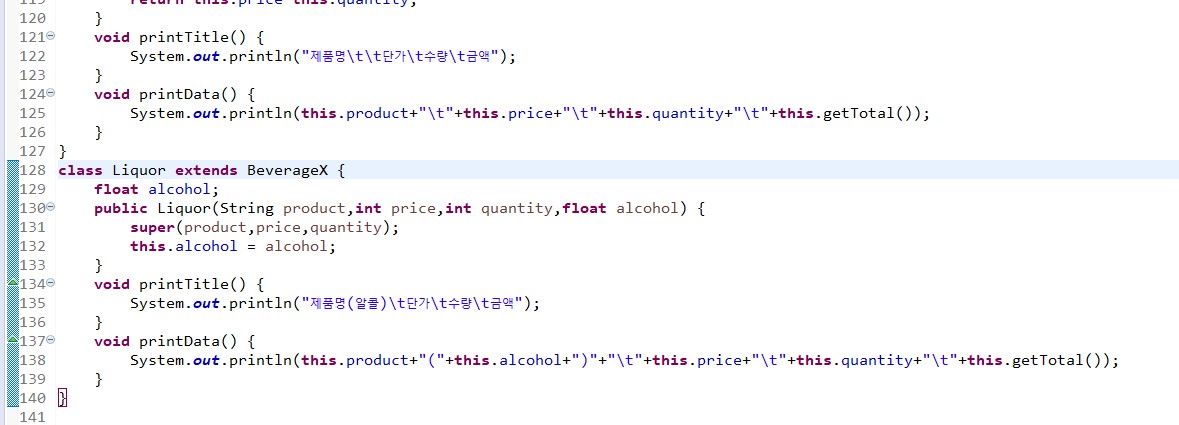 119 return this.price*this.quantity;
120 }
121 void printTitle() {
122 System.out.println("제품명\t\t단가\t수량\t금액");
123 }
124 void printData() {
125 System.out.println(this.product+"\t"+this.price+"\t"+this.quantity+"\t"+this.getTotal());
126 }
127 }
128 class Liquor extends BeverageX {
129 float alcohol;
130 public Liquor(String product,int price,int quantity,float alcohol) {
131 super(product,price,quantity);
132 this.alcohol = alcohol;
133 }
134 void printTitle() {
135 System.out.println("제품명(알콜)\t단가\t수량\t금액");
136 }
137 void printData() {
138 System.out.println(this.product+"("+this.alcohol+")"+"\t"+this.price+"\t"+this.quantity+"\t"+this.getTotal());
139 }
140 }
141